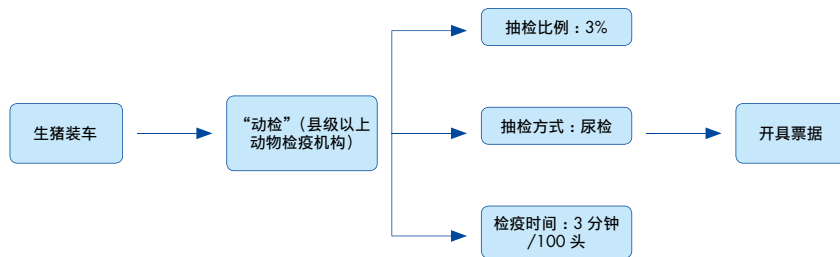 生猪装车
“动检”（县级以上
动物检疫机构）
抽检比例：3%
抽检方式：尿检
检疫时间：3 分钟
/100 头
开具票据